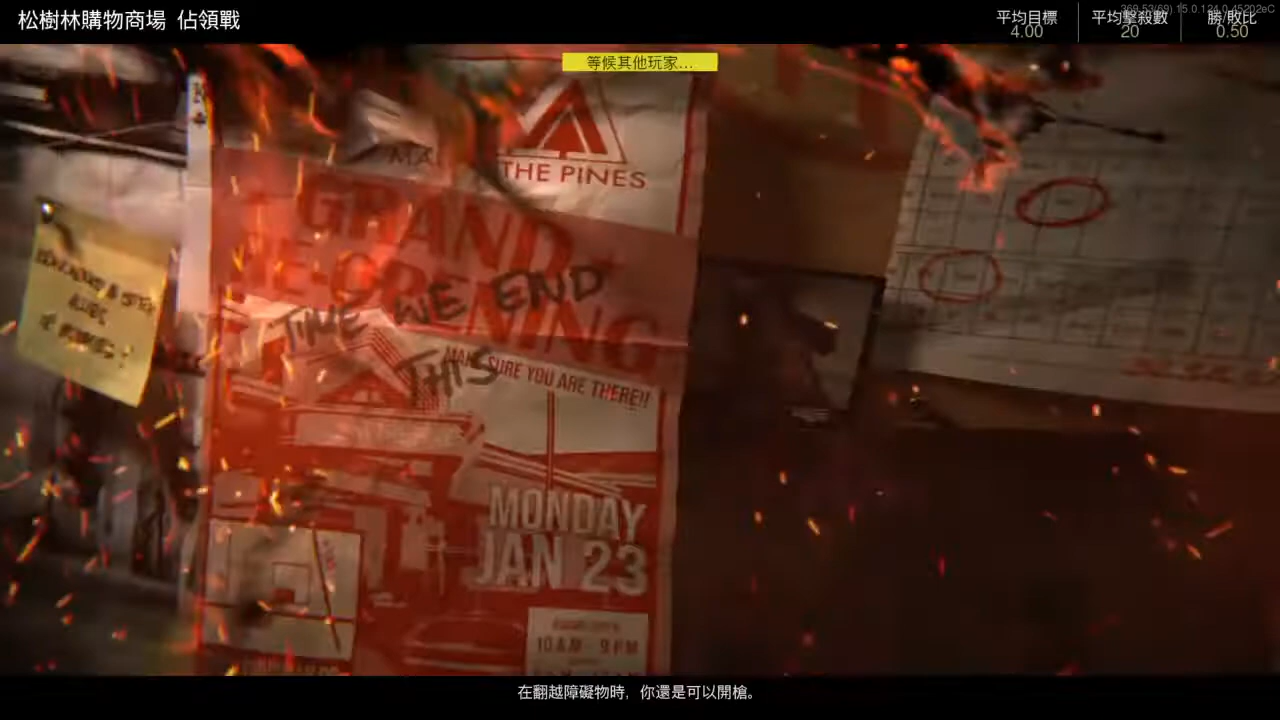 松樹林購物商場 佔領戰
平均目標
4.00
平均擊殺數
20
勝/敗比
0.50
等候其他玩家...
THE PINES
GRAND
RE-OPENING
TIME WE END
THIS
MAKE SURE YOU ARE THERE!!
MONDAY
JAN 23
10 AM - 9 PM
在翻越障礙物時，你還是可以開槍。